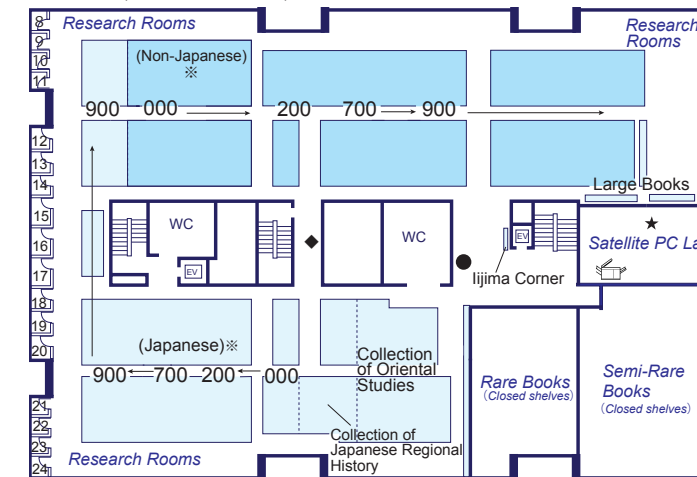 Research Rooms
Research
Rooms
8
9
10
11
(Non-Japanese)
※
900 000 200 700 900
12
13
14
Large Books
15
16
17
WC
EV
◆
WC
●
EV
Iijima Corner
★
Satellite PC La
18
19
20
(Japanese)※
900 700 200 000
Collection
of Oriental
Studies
Rare Books
(Closed shelves)
Semi-Rare
Books
(Closed shelves)
21
22
23
24
Collection of
Japanese Regional
History
Research Rooms